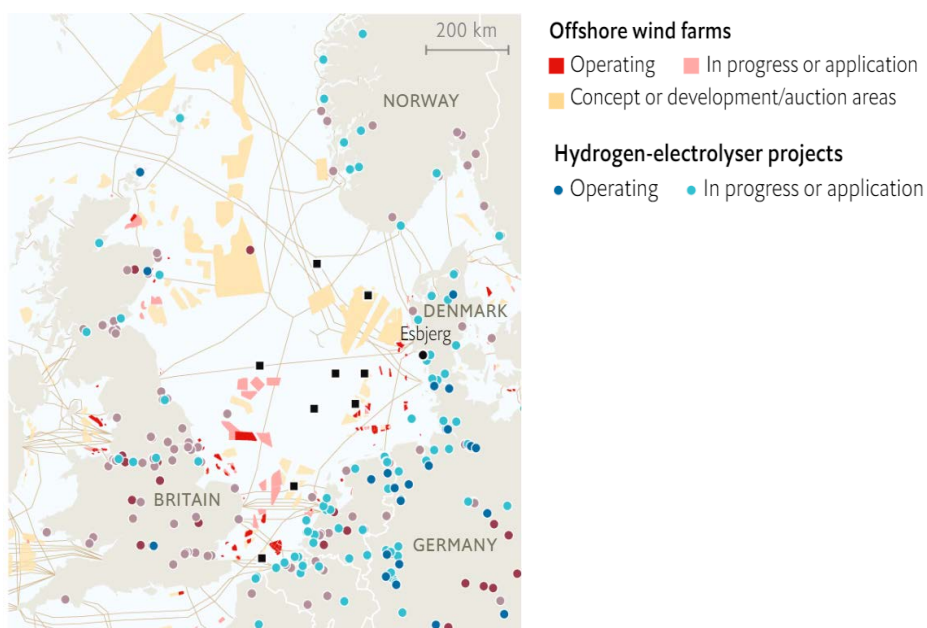 200 km
NORWAY
DENMARK
Esbjerg
BRITAIN
GERMANY
Offshore wind farms
Operating In progress or application
Concept or development/auction areas
Hydrogen-electrolyser projects
Operating In progress or application